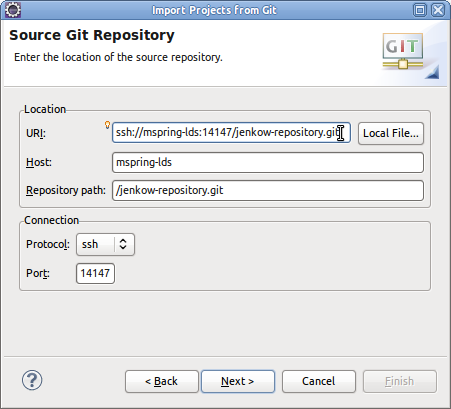 Import Projects from Git
Source Git Repository
Enter the location of the source repository.
GIT
Location
URI: ssh://mspring-lds:14147/jenkow-repository.git Local File...
Host: mspring-lds
Repository path: /jenkow-repository.git
Connection
Protocol: ssh
Port: 14147
? < Back Next > Cancel Finish